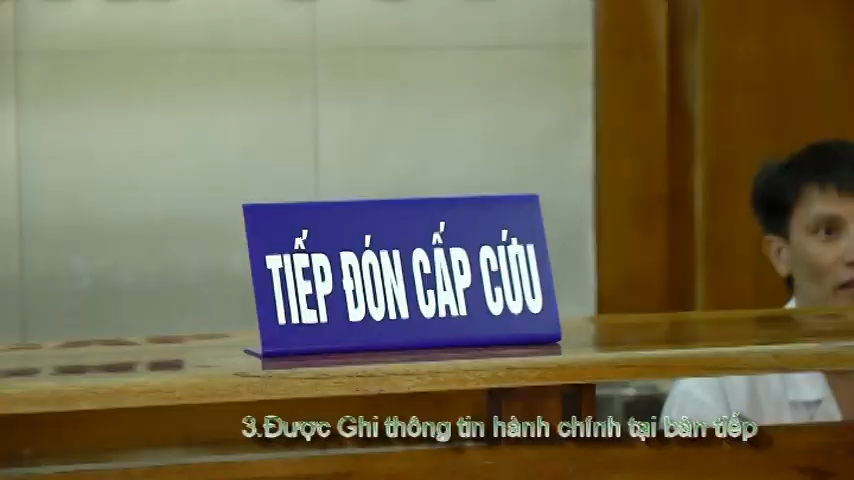 TIẾP ĐÓN CẤP CỨU
3.Được Ghi thông tin hành chính tại bàn tiếp